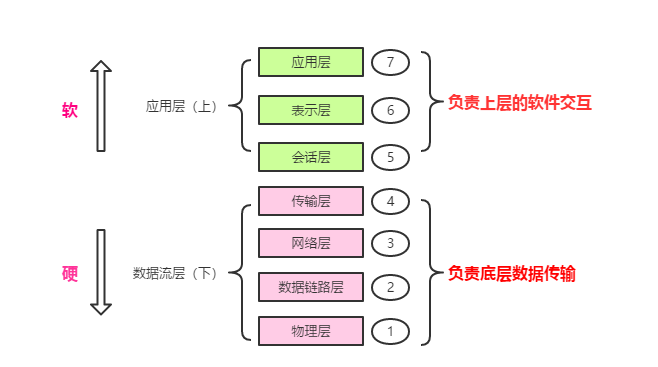 应用层 7
表示层 6
会话层 5
软
应用层（上）
负责上层的软件交互
传输层 4
网络层 3
数据链路层 2
物理层 1
硬
数据流层（下）
负责底层数据传输